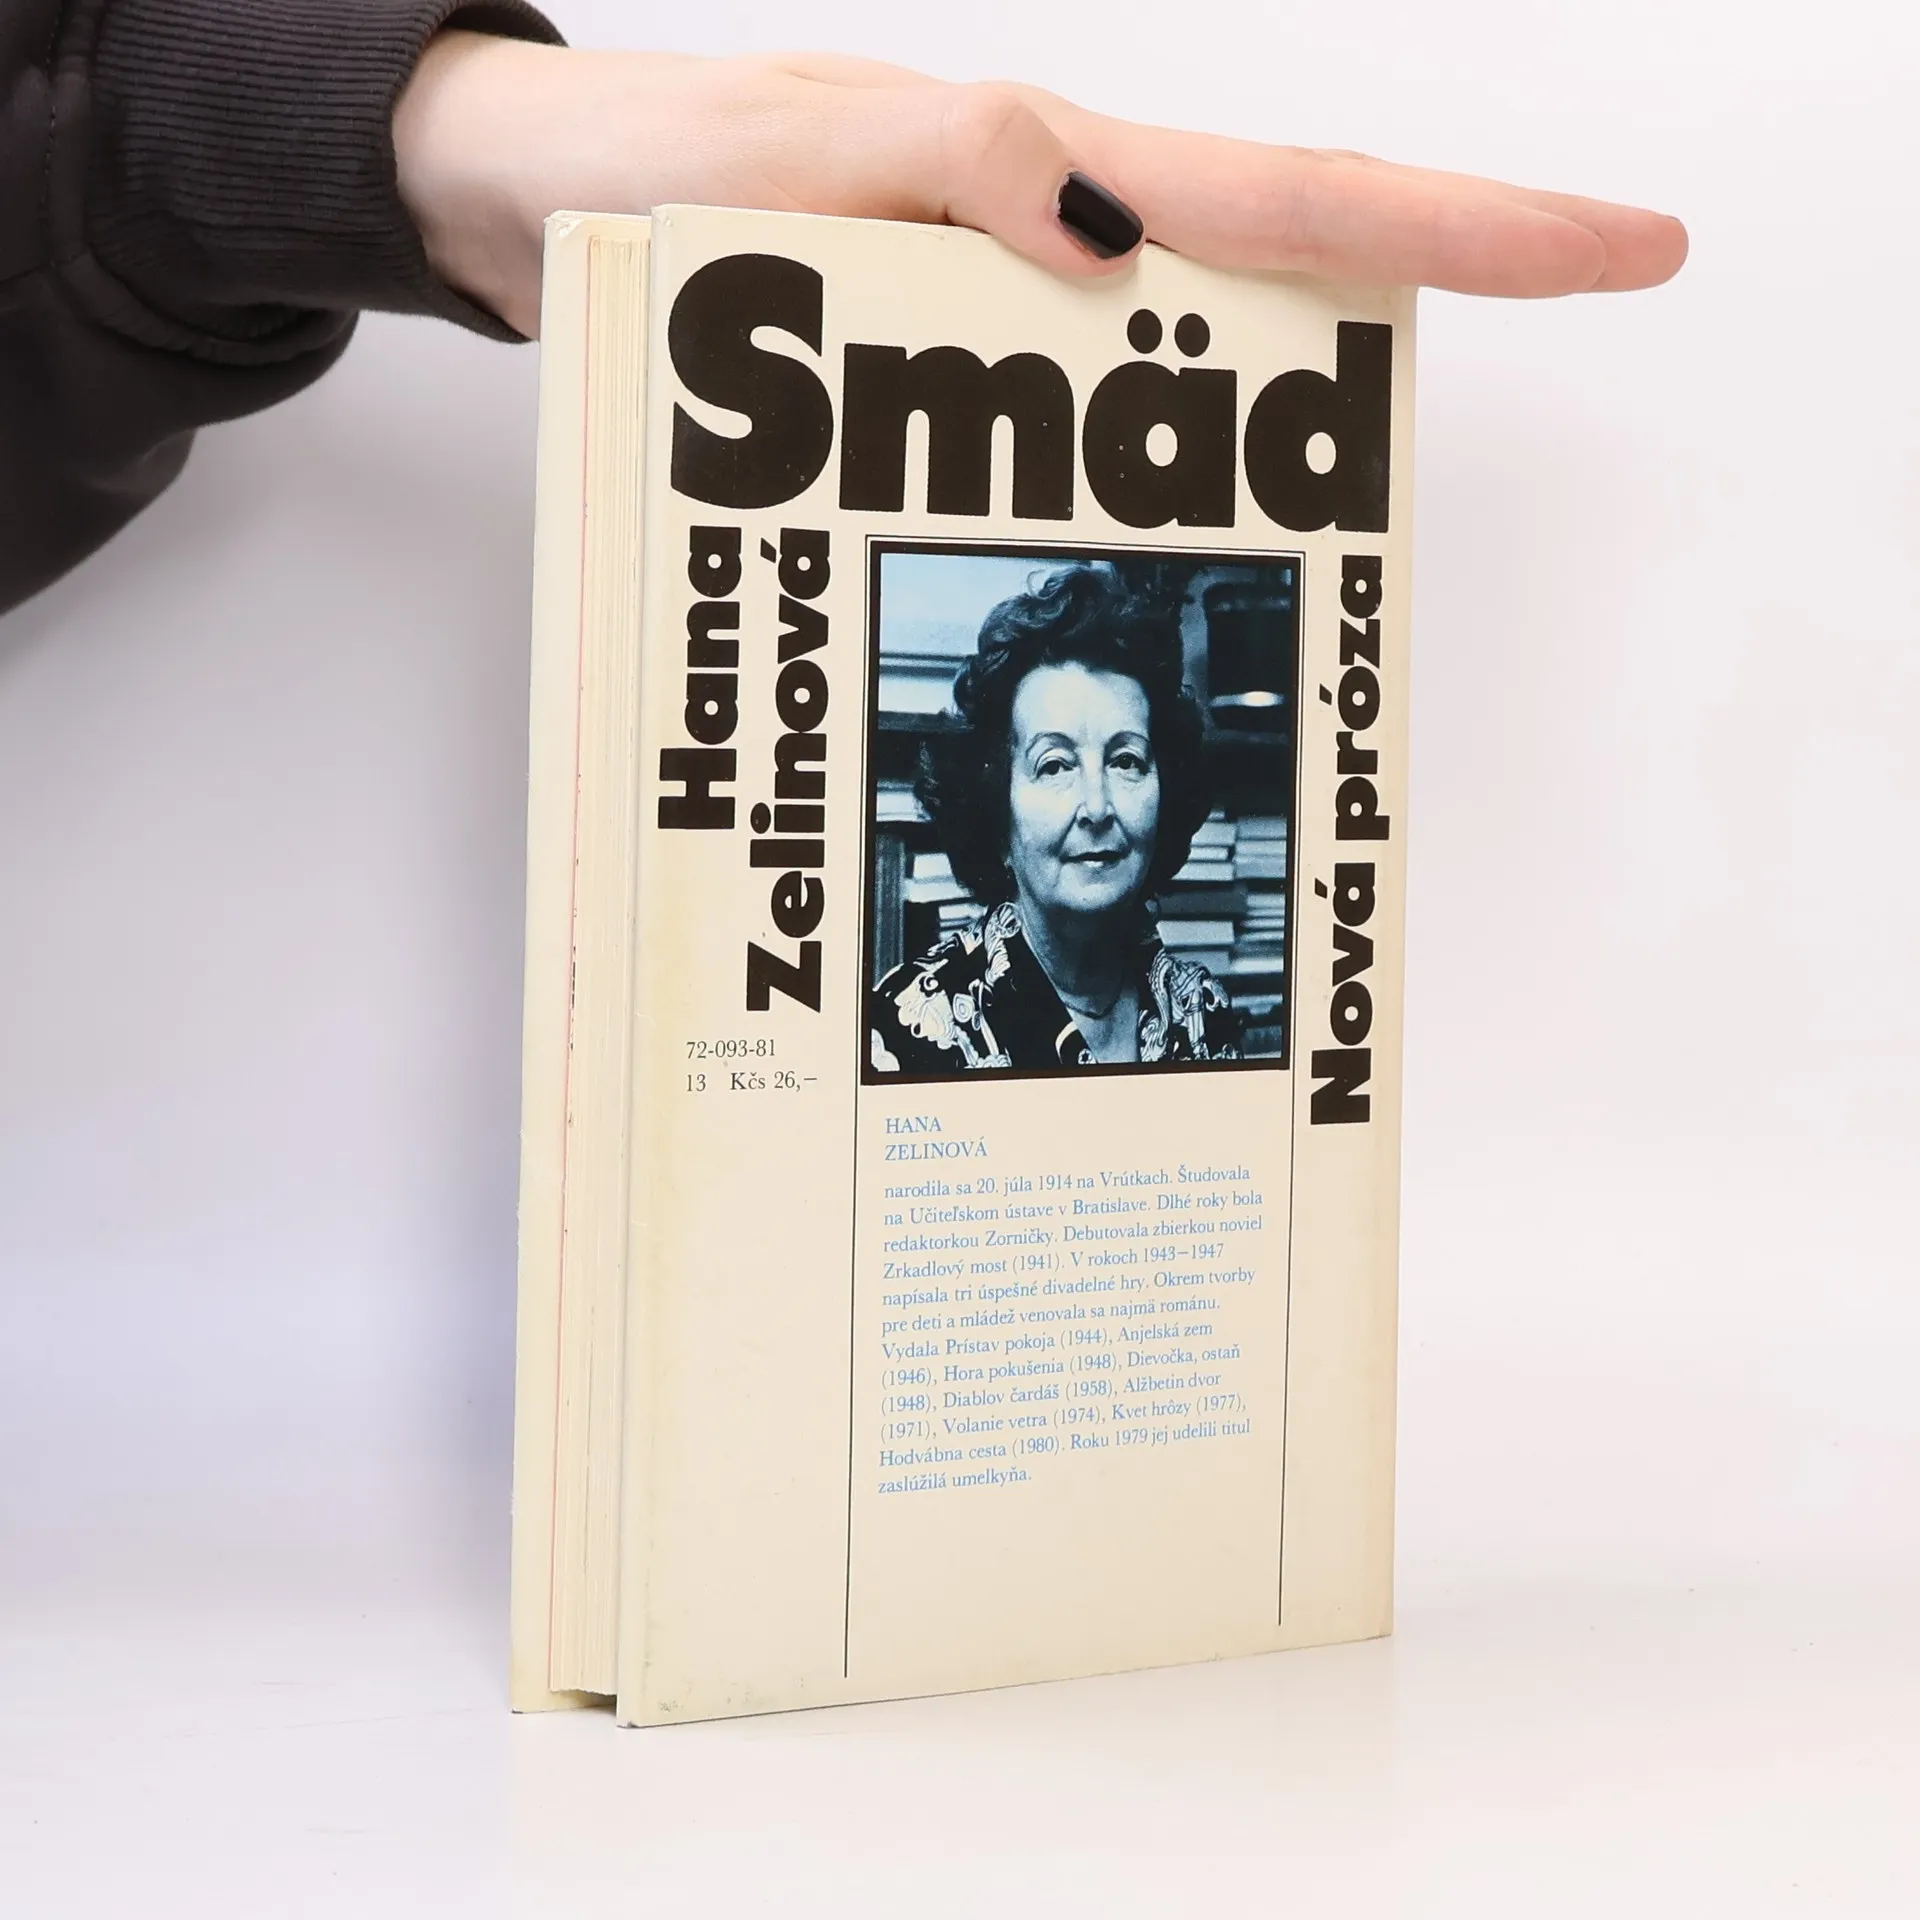 Smäd
Hana
Zelinová
Nová próza
72-093-81
13 Kčs 26,–
HANA
ZELINOVÁ
narodila sa 20. júla 1914 na Vrútkach. Študovala
na Učiteľskom ústave v Bratislave. Dlhé roky bola
redaktorkou Zorničky. Debutovala zbierkou noviel
Zrkadlový most (1941). V rokoch 1943–1947
napísala tri úspešné divadelné hry. Okrem tvorby
pre deti a mládež venovala sa najmä románu.
Vydala Prístav pokoja (1944), Anjelská zem
(1946), Hora pokušenia (1948), Dievočka, ostaň
(1948), Diablov čardáš (1958), Alžbetin dvor
(1971), Volanie vetra (1974), Kvet hrôzy (1977),
Hodvábna cesta (1980). Roku 1979 jej udelili titul
zaslúžilá umelkyňa.